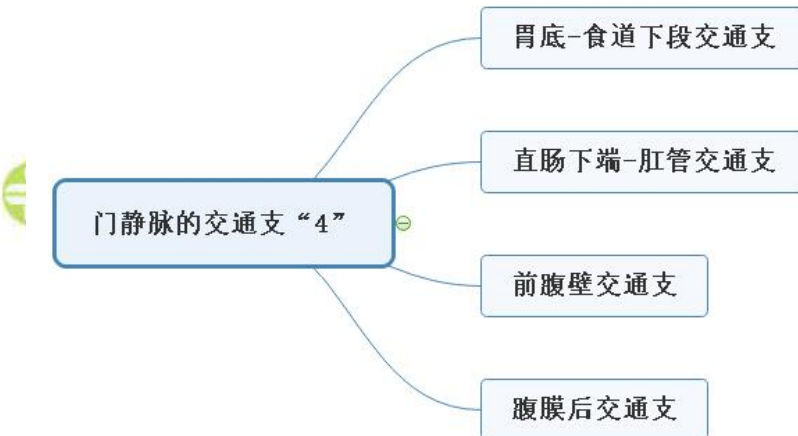 胃底-食道下段交通支
直肠下端-肛管交通支
门静脉的交通支“4”
前腹壁交通支
腹膜后交通支